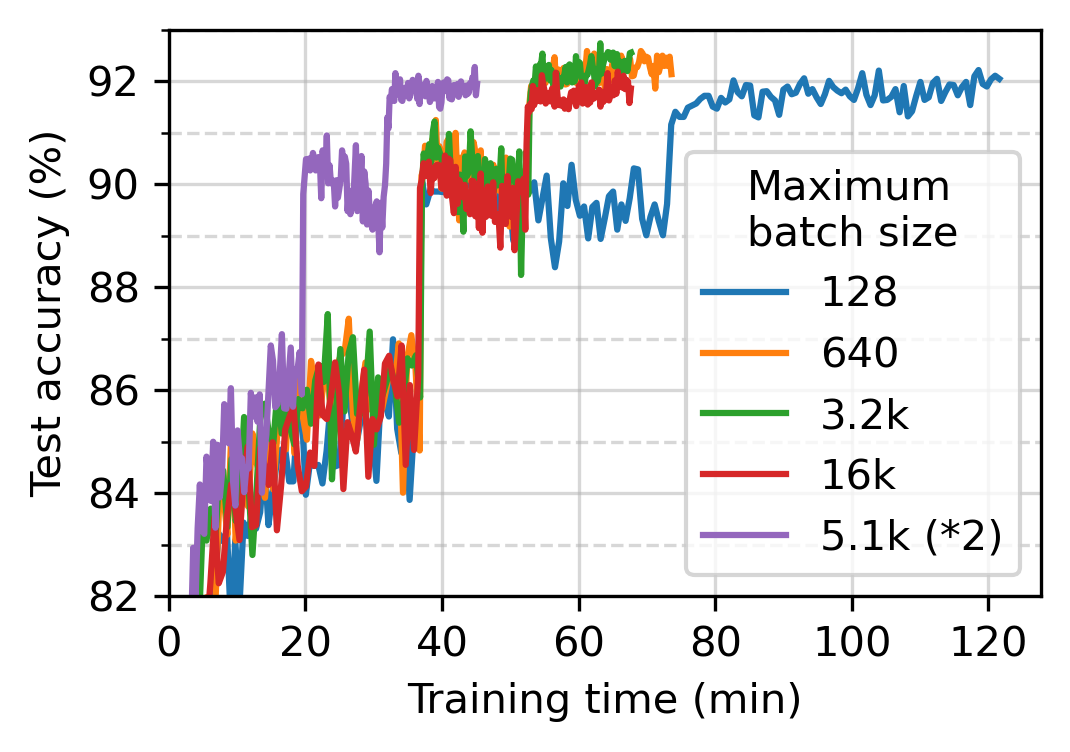 92
90
88
86
84
82
0
20
40
60
80
100
120
Test accuracy (%)
Training time (min)
Maximum
batch size
128
640
3.2k
16k
5.1k (*2)